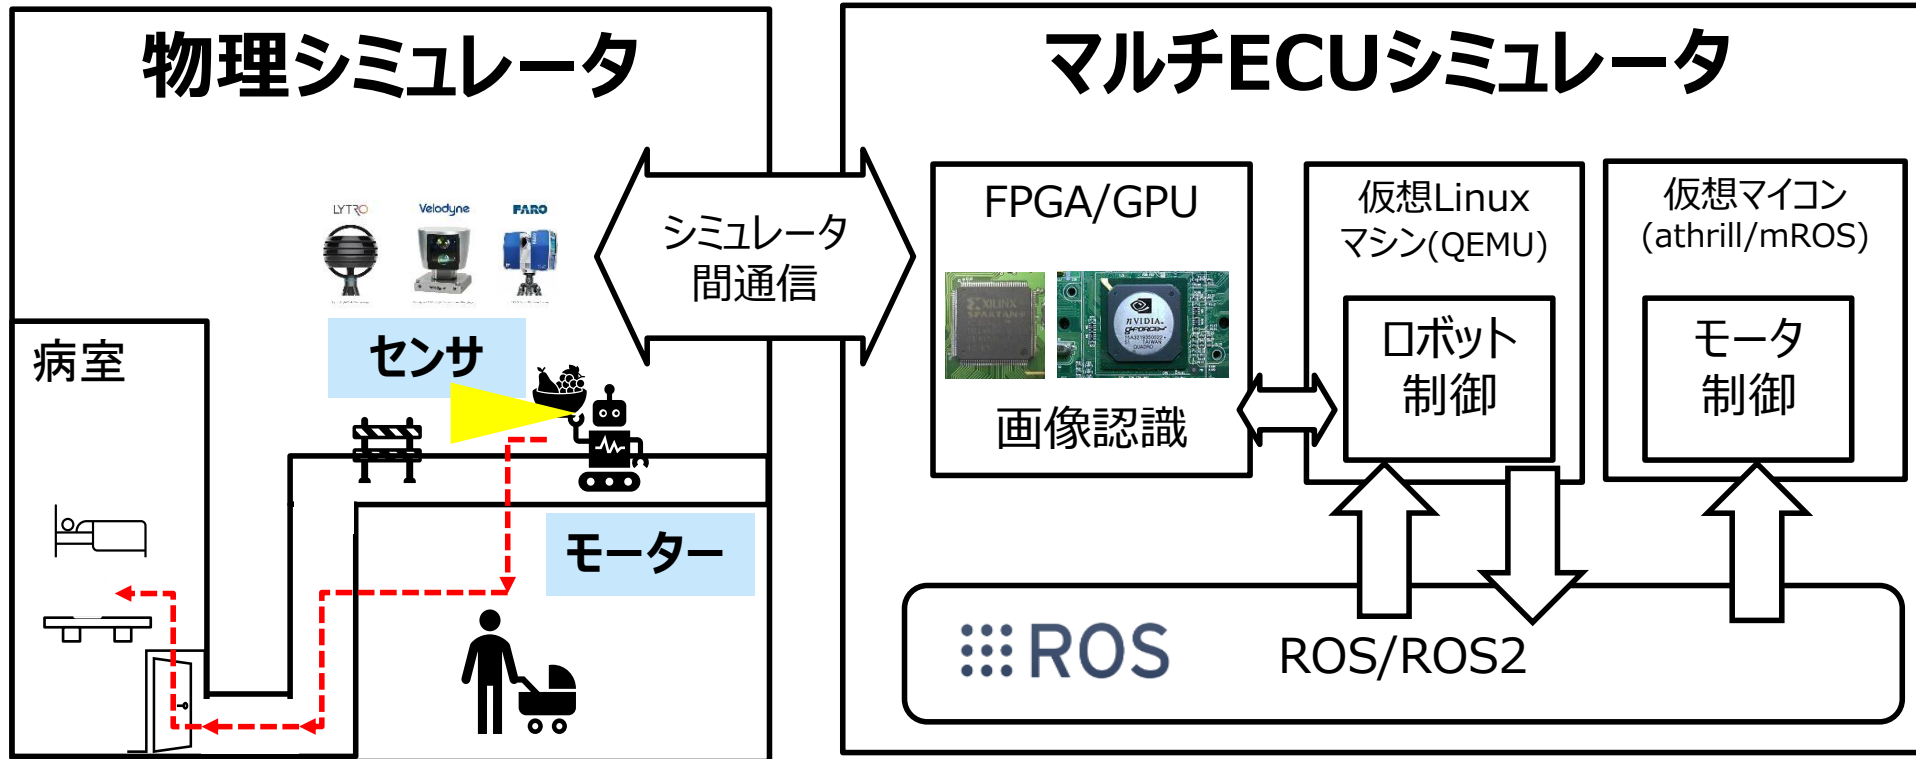 物理シミュレータ
マルチECUシミュレータ
LYTRO
Velodyne
FARO
センサ
病室
モーター
シミュレータ
間通信
FPGA/GPU
XILINX
SPARTAN
nVIDIA.
画像認識
仮想Linux
マシン(QEMU)
ロボット
制御
仮想マイコン
(athrill/mROS)
モータ
制御
ROS
ROS/ROS2